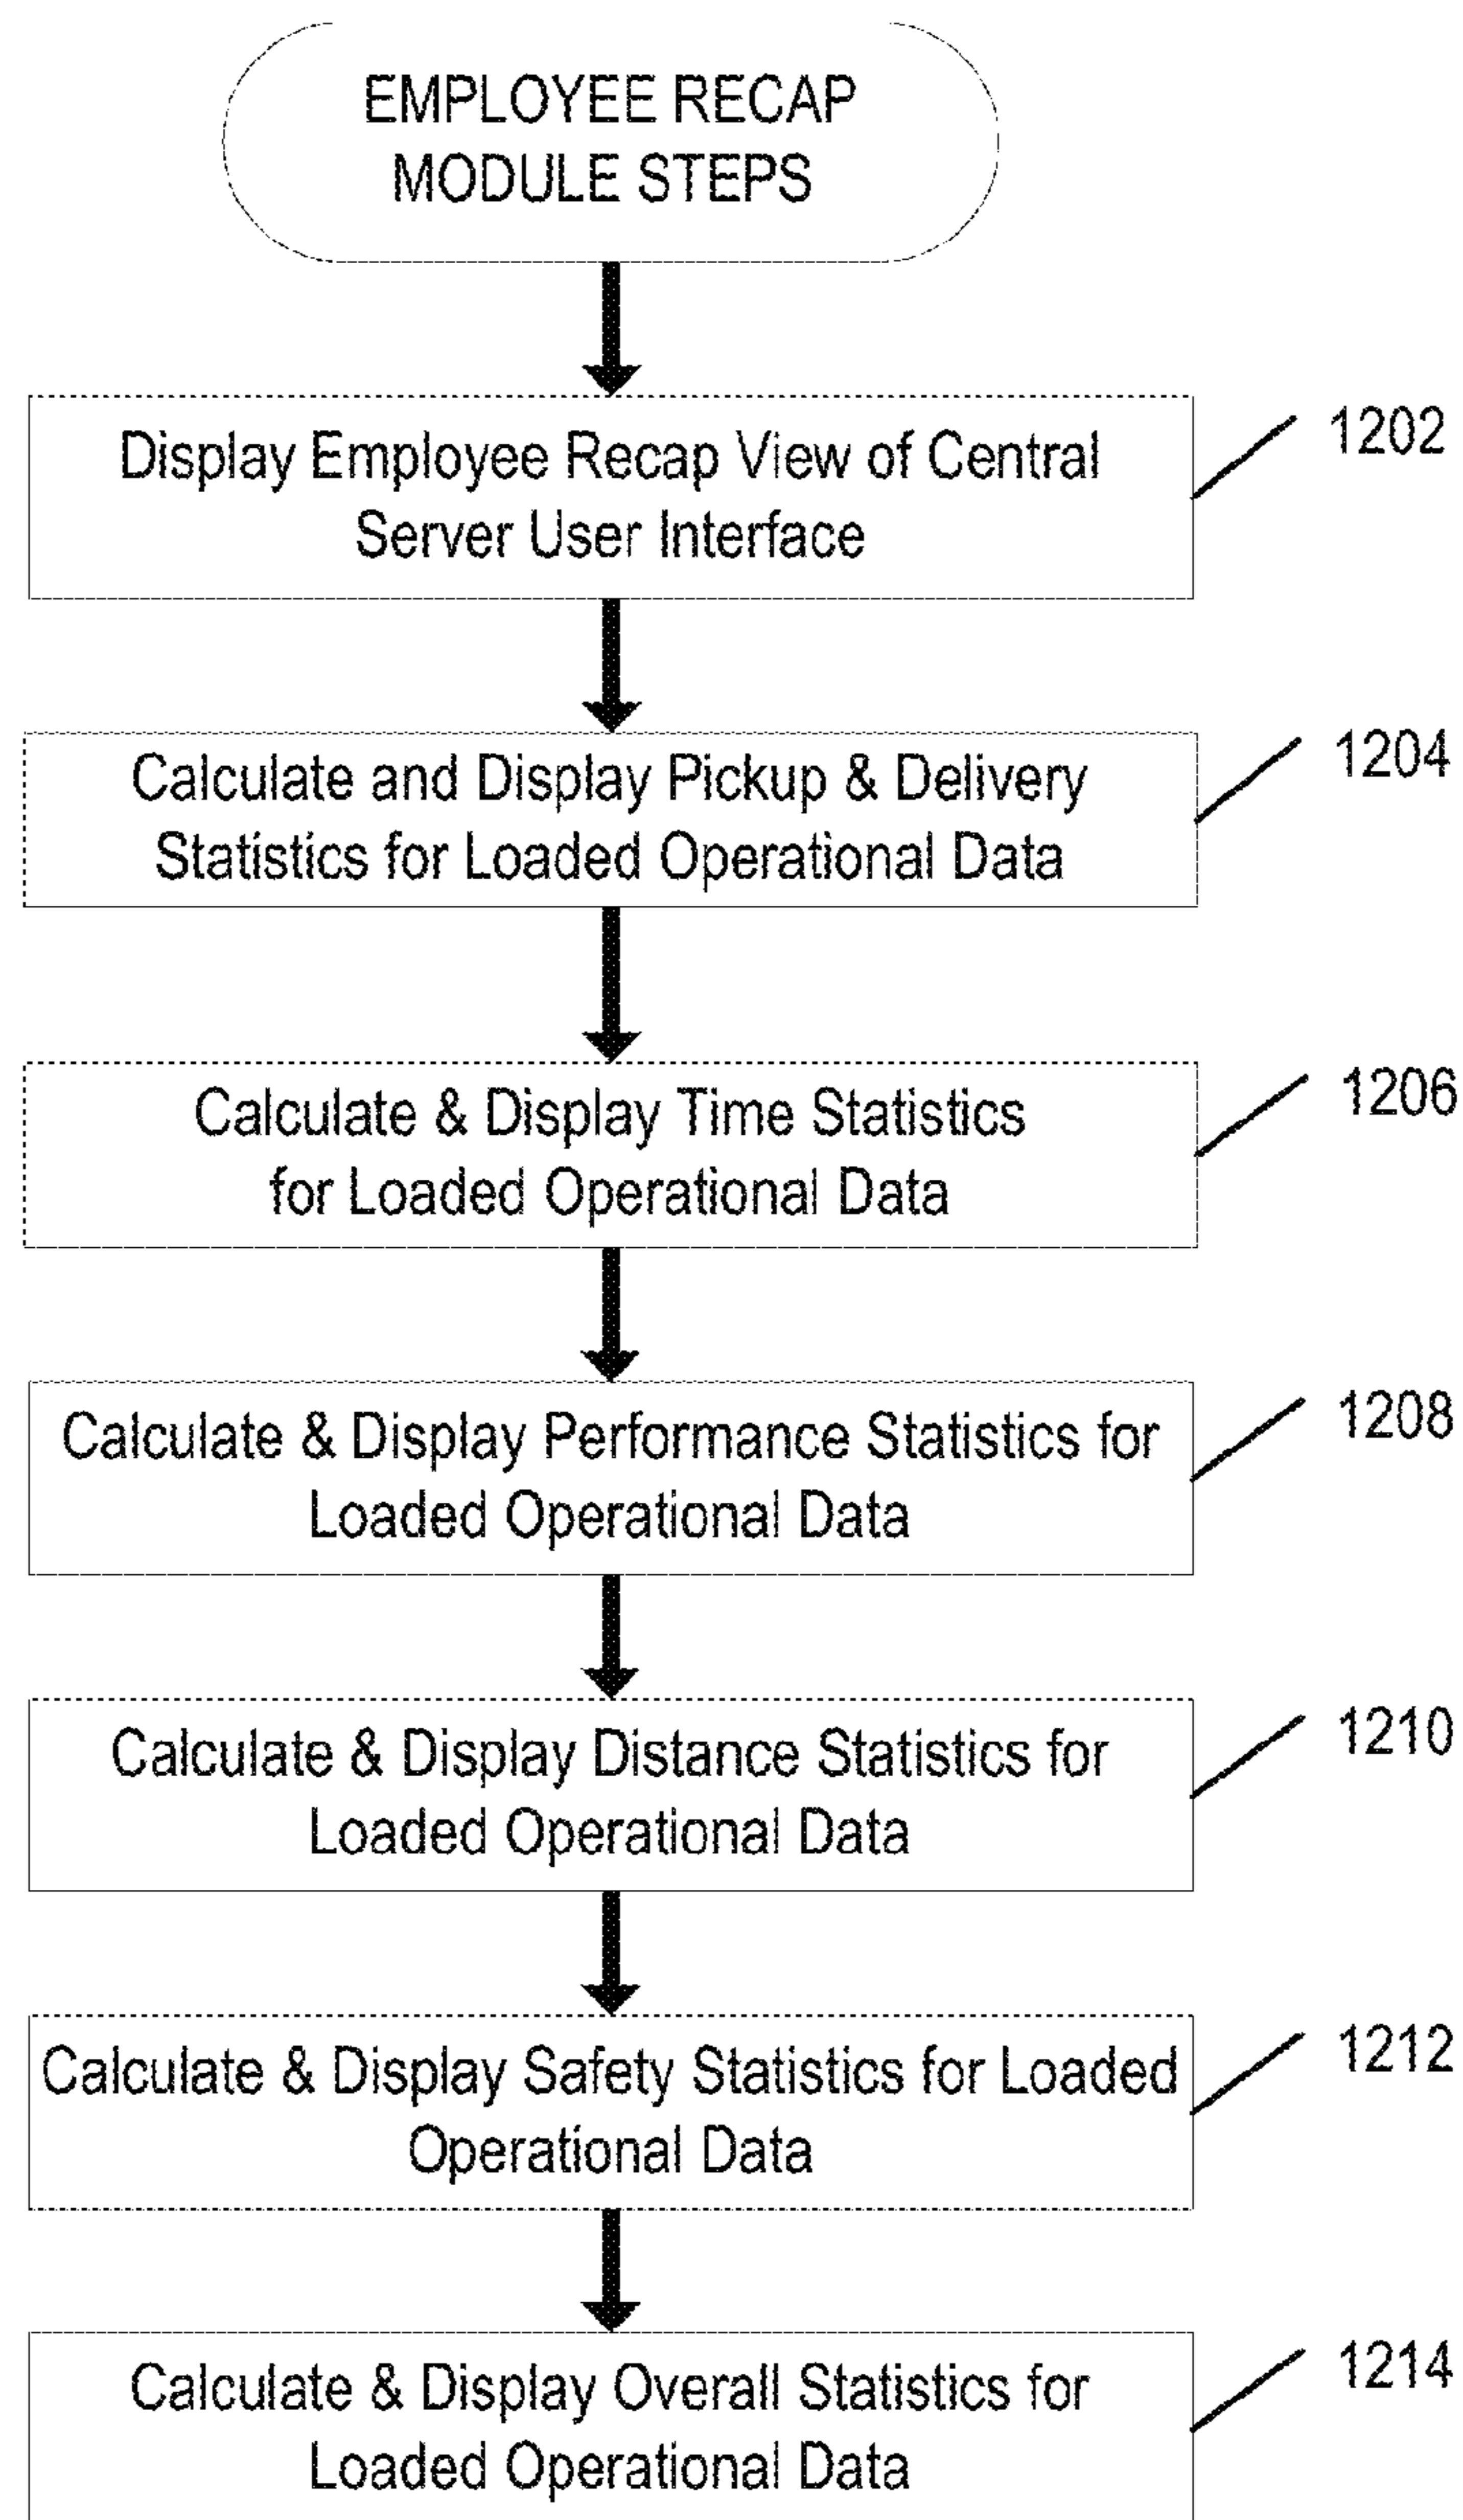 EMPLOYEE RECAP
MODULE STEPS
Display Employee Recap View of Central
Server User Interface
1202
Calculate and Display Pickup & Delivery
Statistics for Loaded Operational Data
1204
Calculate & Display Time Statistics
for Loaded Operational Data
1206
Calculate & Display Performance Statistics for
Loaded Operational Data
1208
Calculate & Display Distance Statistics for
Loaded Operational Data
1210
Calculate & Display Safety Statistics for Loaded
Operational Data
1212
Calculate & Display Overall Statistics for
Loaded Operational Data
1214